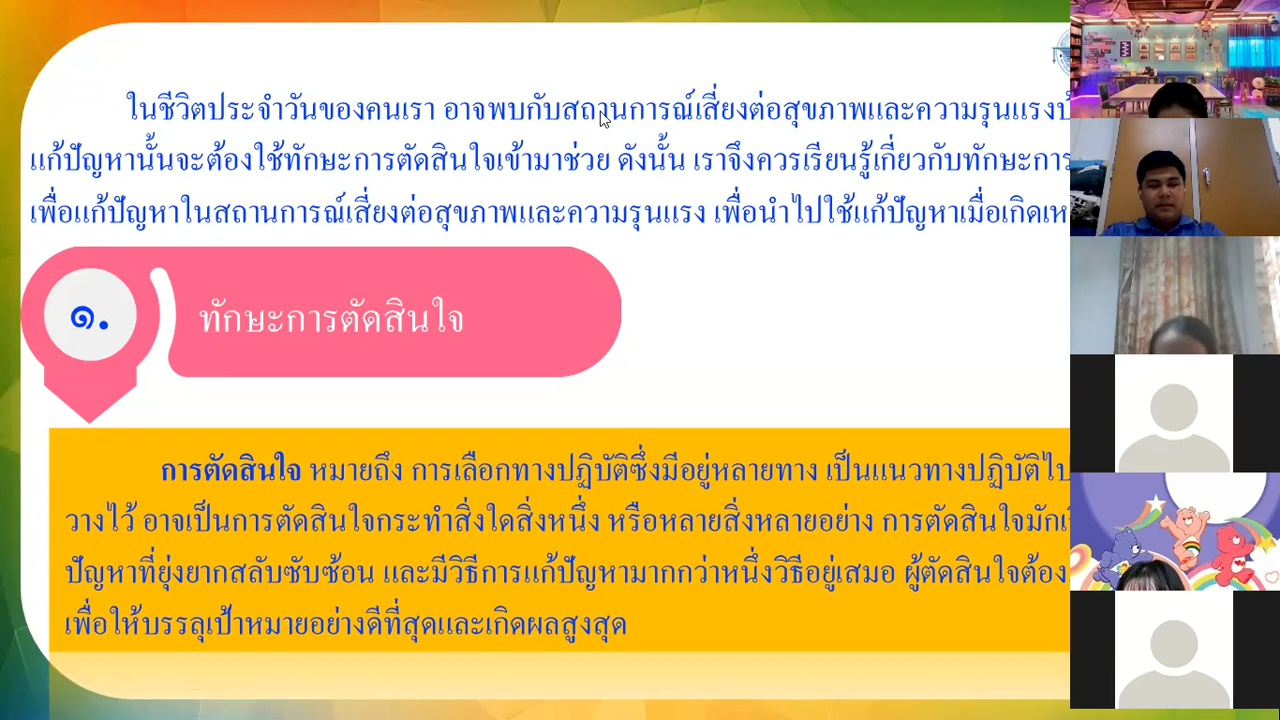 ในชีวิตประจำวันของคนเรา อาจพบกับสถานการณ์เสี่ยงต่อสุขภาพและความรุนแรง
แก้ปัญหานั้นจะต้องใช้ทักษะการตัดสินใจเข้ามาช่วย ดังนั้น เราจึงควรเรียนรู้เกี่ยวกับทักษะการ
เพื่อแก้ปัญหาในสถานการณ์เสี่ยงต่อสุขภาพและความรุนแรง เพื่อนำไปใช้แก้ปัญหาเมื่อเกิดเห
๑.
ทักษะการตัดสินใจ
การตัดสินใจ หมายถึง การเลือกทางปฏิบัติซึ่งมีอยู่หลายทาง เป็นแนวทางปฏิบัติไป
วางไว้ อาจเป็นการตัดสินใจกระทำสิ่งใดสิ่งหนึ่ง หรือหลายสิ่งหลายอย่าง การตัดสินใจมัก
ปัญหาที่ยุ่งยากสลับซับซ้อน และมีวิธีการแก้ปัญหามากกว่าหนึ่งวิธีอยู่เสมอ ผู้ตัดสินใจต้อง
เพื่อให้บรรลุเป้าหมายอย่างดีที่สุดและเกิดผลสูงสุด